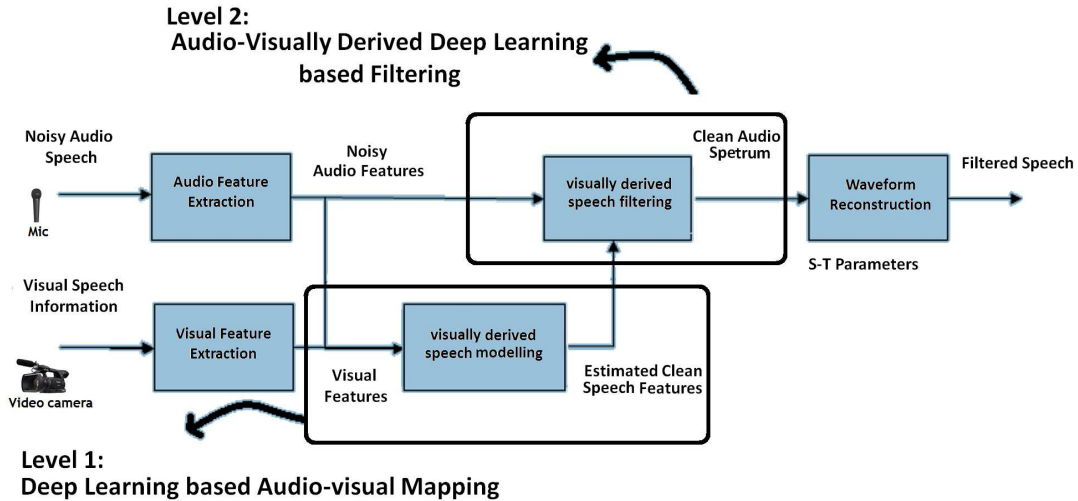 Level 2:
Audio-Visually Derived Deep Learning
based Filtering
Noisy Audio
Speech
Mic
Audio Feature
Extraction
Noisy
Audio Features
visually derived
speech filtering
Clean Audio
Spetrum
Waveform
Reconstruction
Filtered Speech
S-T Parameters
Visual Speech
Information
Video camera
Visual Feature
Extraction
Visual
Features
visually derived
speech modelling
Estimated Clean
Speech Features
Level 1:
Deep Learning based Audio-visual Mapping